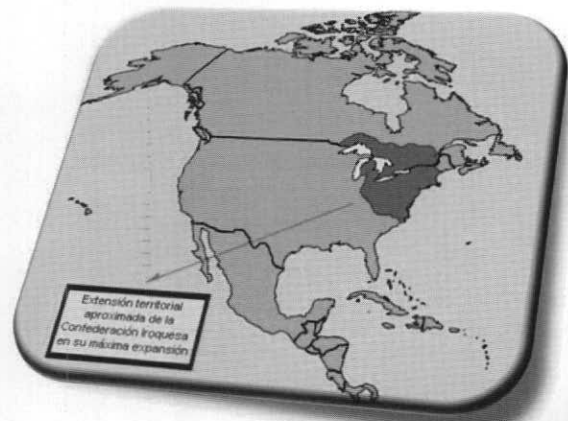 Extensión territorial
aproximada de la
Confederación Iroquesa
en su máxima expansión